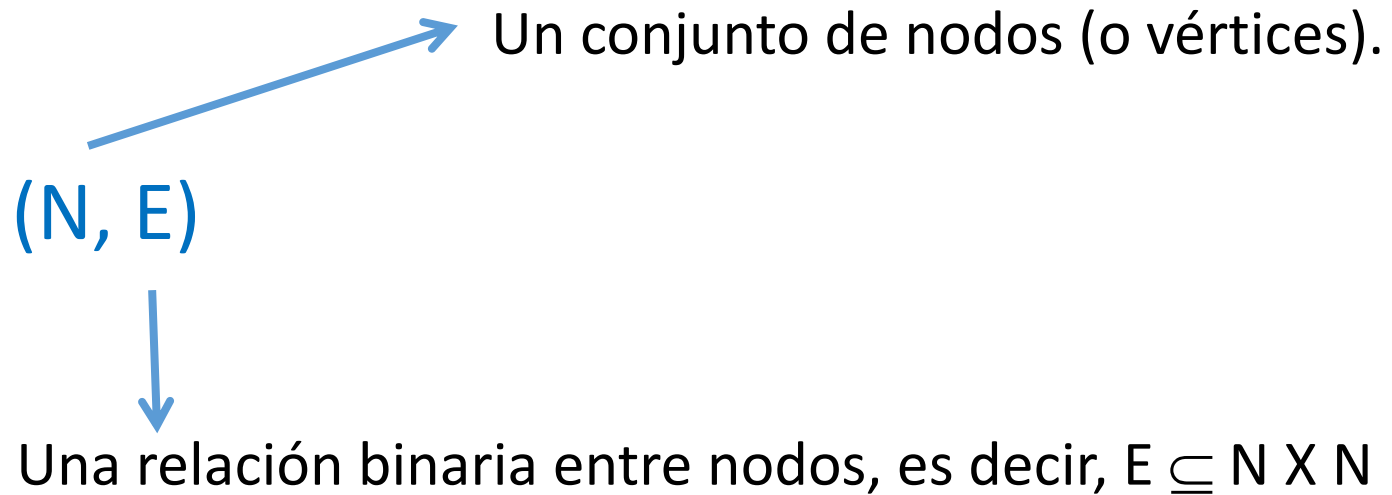 Un conjunto de nodos (o vértices).
(N, E)
Una relación binaria entre nodos, es decir, E ⊆ N X N